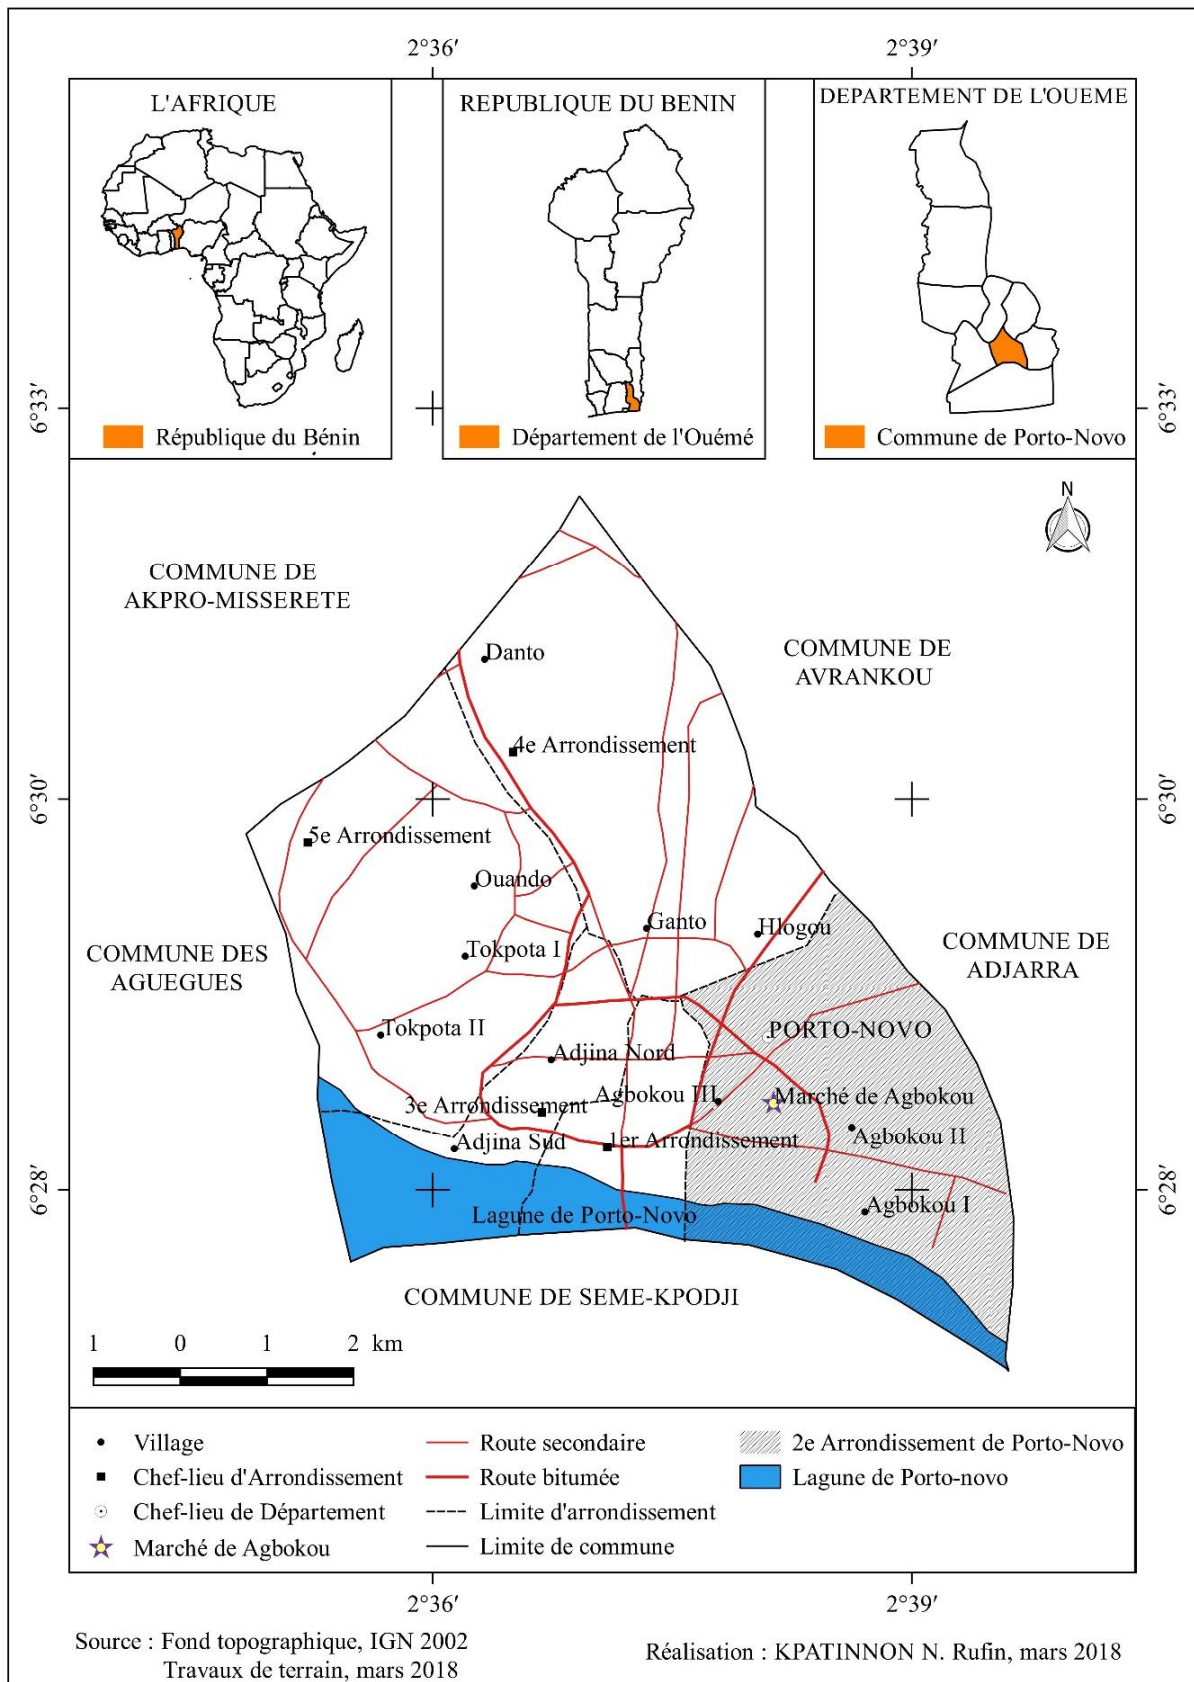 2°36'
2°39'
L'AFRIQUE
REPUBLIQUE DU BENIN
DEPARTEMENT DE L'OUEME
6°33'
6°33'
République du Bénin
Département de l'Ouémé
Commune de Porto-Novo
N
COMMUNE DE
AKPRO-MISSERETE
COMMUNE DE
AVRANKOU
Danto
4e Arrondissement
6°30'
6°30'
5e Arrondissement
Ouando
Ganto
Hlogou
COMMUNE DES
AGUEGUES
Tokpota I
COMMUNE DE
ADJARRA
Tokpota II
PORTO-NOVO
Adjina Nord
Agbokou III
Marché de Agbokou
3e Arrondissement
Adjina Sud
1er Arrondissement
Agbokou II
6°28'
6°28'
Lagune de Porto-Novo
Agbokou I
COMMUNE DE SEME-KPODJI
1 0 1 2 km
Village
Chef-lieu d'Arrondissement
Chef-lieu de Département
Marché de Agbokou
Route secondaire
Route bitumée
Limite d'arrondissement
Limite de commune
2e Arrondissement de Porto-Novo
Lagune de Porto-novo
2°36'
2°39'
Source : Fond topographique, IGN 2002
Travaux de terrain, mars 2018
Réalisation : KPATINNON N. Rufin, mars 2018